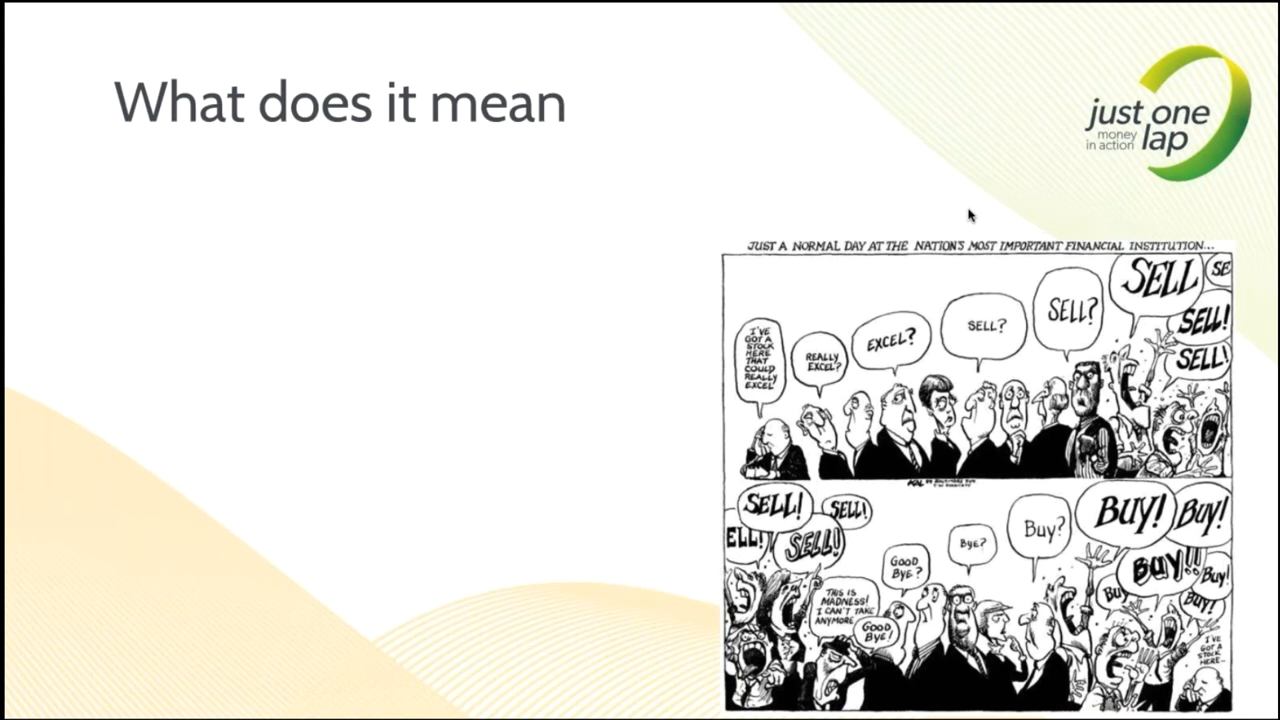 What does it mean
just one
money
in action lap
JUST A NORMAL DAY AT THE NATION'S MOST IMPORTANT FINANCIAL INSTITUTION...
I'VE
GOT A
STOCK
HERE
THAT
COULD
REALLY
EXCEL
REALLY
EXCEL?
EXCEL?
SELL?
SELL?
SELL
SE
SELL!
SELL!
KAL
SELL!
SELL!
ELL!
SELL!
THIS IS
MADNESS!
I CAN'T TAKE
ANYMORE
GOOD
BYE!
GOOD
BYE?
BYE?
Buy?
BUY!
BUY!
BUY!!
BUY!
BU
BUY!
I'VE
GOT A
STOCK
HERE..